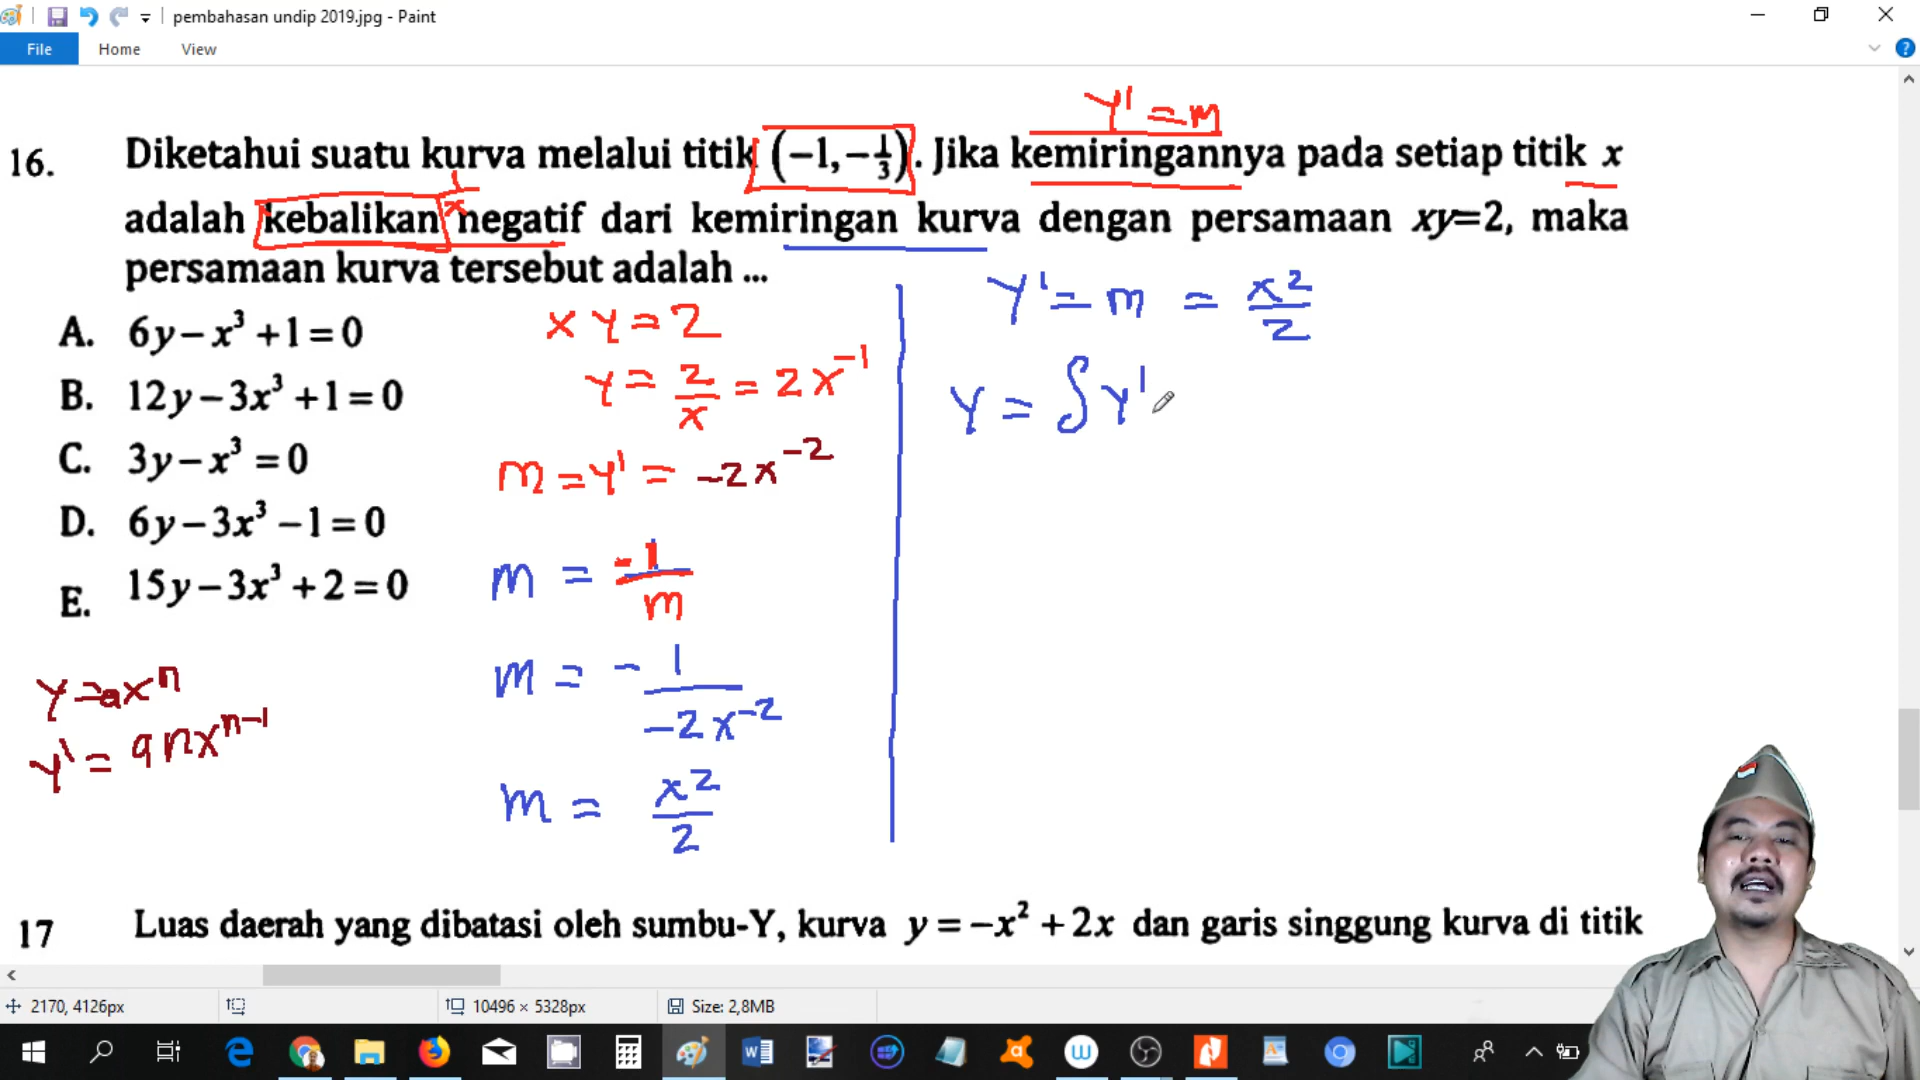 pembahasan undip 2019.jpg - Paint
File Home View
Y' = m
16. Diketahui suatu kurva melalui titik (−1, −1/3). Jika kemiringannya pada setiap titik x
1/x
adalah kebalikan negatif dari kemiringan kurva dengan persamaan xy=2, maka
persamaan kurva tersebut adalah ...
A. 6y − x³ + 1 = 0
B. 12y − 3x³ + 1 = 0
C. 3y − x³ = 0
D. 6y − 3x³ − 1 = 0
E. 15y − 3x³ + 2 = 0
y = ax^n
y' = anx^(n-1)
xy = 2
y = 2/x = 2x^-1
m = y' = -2x^-2
m = -1/m
m = - 1/(-2x^-2)
m = x²/2
Y' = m = x²/2
Y = ∫ Y'
17 Luas daerah yang dibatasi oleh sumbu-Y, kurva y = −x² + 2x dan garis singgung kurva di titik
2170, 4126px 10496 × 5328px Size: 2,8MB